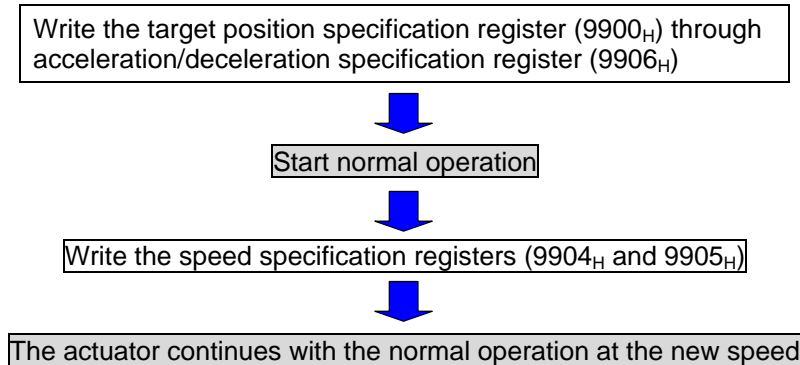 Write the target position specification register (9900H) through
acceleration/deceleration specification register (9906H)
Start normal operation
Write the speed specification registers (9904H and 9905H)
The actuator continues with the normal operation at the new speed